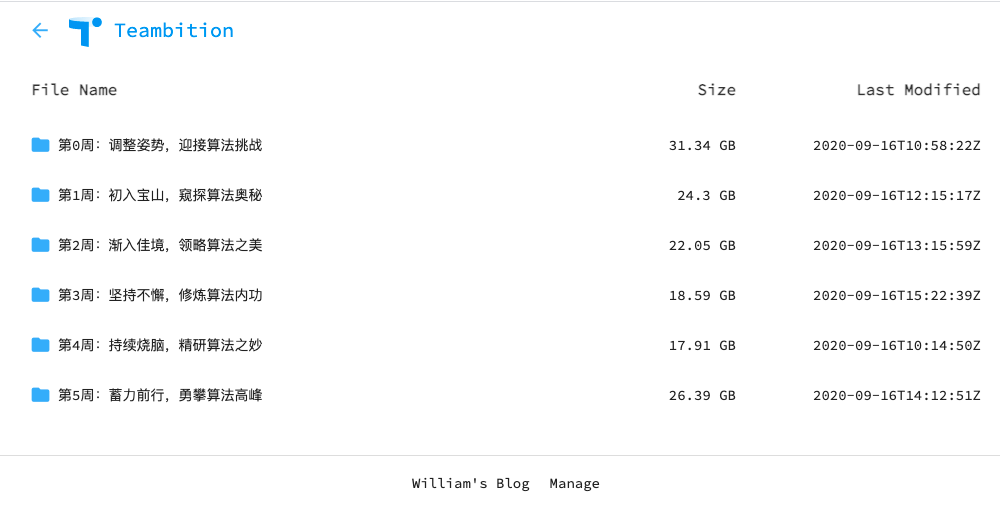 Teambition
File Name Size Last Modified
第0周：调整姿势，迎接算法挑战 31.34 GB 2020-09-16T10:58:22Z
第1周：初入宝山，窥探算法奥秘 24.3 GB 2020-09-16T12:15:17Z
第2周：渐入佳境，领略算法之美 22.05 GB 2020-09-16T13:15:59Z
第3周：坚持不懈，修炼算法内功 18.59 GB 2020-09-16T15:22:39Z
第4周：持续烧脑，精研算法之妙 17.91 GB 2020-09-16T10:14:50Z
第5周：蓄力前行，勇攀算法高峰 26.39 GB 2020-09-16T14:12:51Z
William's Blog Manage